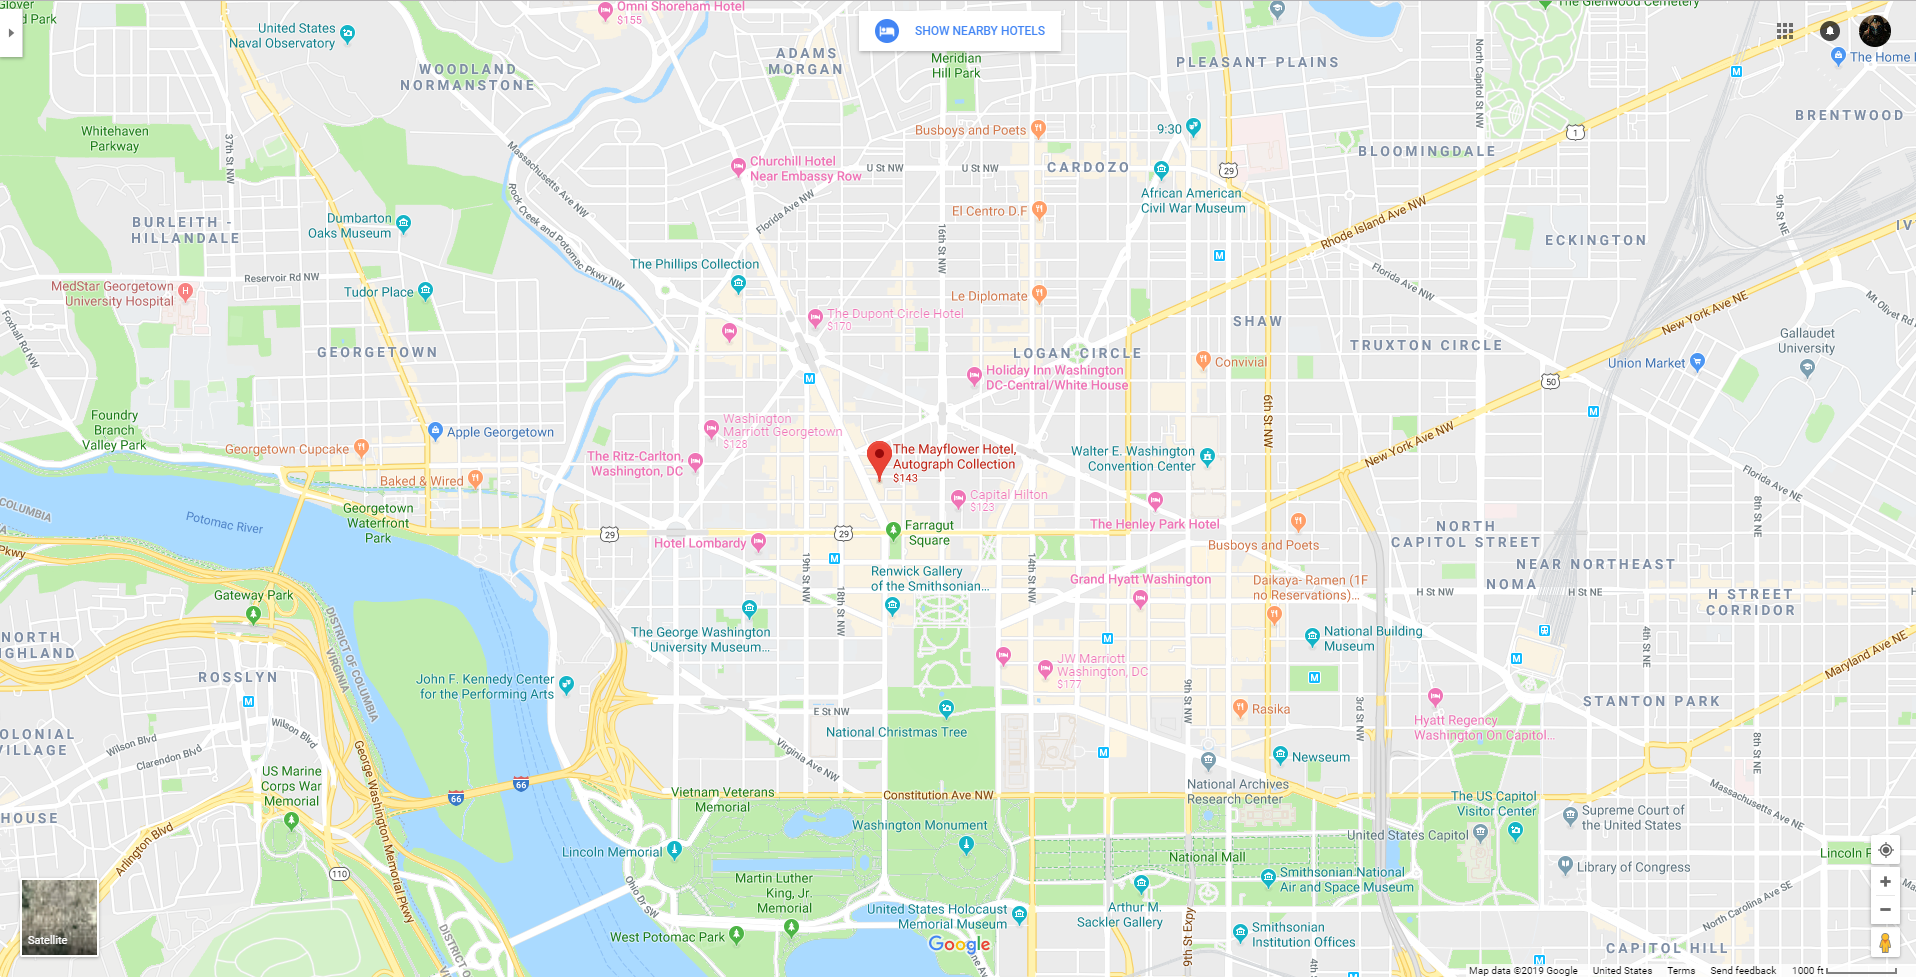 Glover
d Park
United States
Naval Observatory
Omni Shoreham Hotel
$155
SHOW NEARBY HOTELS
The Glenwood Cemetery
ADAMS
MORGAN
Meridian
Hill Park
PLEASANT PLAINS
North Capitol St NW
The Home
WOODLAND
NORMANSTONE
BRENTWOOD
Whitehaven
Parkway
37th St NW
Massachusetts Ave NW
Busboys and Poets
9:30
1
Churchill Hotel
Near Embassy Row
U St NW
U St NW
CARDOZO
29
BLOOMINGDALE
Rock Creek and Potomac Pkwy NW
Florida Ave NW
African American
Civil War Museum
9th St NE
BURLEITH -
HILLANDALE
Dumbarton
Oaks Museum
El Centro D.F
16th St NW
Rhode Island Ave NW
ECKINGTON
IV
The Phillips Collection
Reservoir Rd NW
Florida Ave NW
MedStar Georgetown
University Hospital
Tudor Place
Le Diplomate
New York Ave NE
Mt Olivet Rd
Foxhall Rd NW
The Dupont Circle Hotel
$170
SHAW
GEORGETOWN
LOGAN CIRCLE
TRUXTON CIRCLE
Gallaudet
University
Convivial
Union Market
Holiday Inn Washington
DC-Central/White House
50
Foundry
Branch
Valley Park
Washington
Marriott Georgetown
$128
6th St NW
Apple Georgetown
Georgetown Cupcake
The Ritz-Carlton,
Washington, DC
The Mayflower Hotel,
Autograph Collection
$143
Walter E. Washington
Convention Center
New York Ave NW
Baked & Wired
Capital Hilton
$123
Florida Ave NE
8th St NE
COLUMBIA
Potomac River
Georgetown
Waterfront
Park
29
29
Farragut
Square
The Henley Park Hotel
NORTH
CAPITOL STREET
Hotel Lombardy
Busboys and Poets
Pkwy
19th St NW
18th St NW
14th St NW
Renwick Gallery
of the Smithsonian...
Grand Hyatt Washington
Daikaya- Ramen (1F
no Reservations)...
NEAR NORTHEAST
NOMA
H St NW
H St NE
H STREET
CORRIDOR
Gateway Park
DISTRICT OF COLUMBIA
VIRGINIA
The George Washington
University Museum...
National Building
Museum
4th St NE
Maryland Ave NE
NORTH
IGHLAND
ROSSLYN
John F. Kennedy Center
for the Performing Arts
JW Marriott
Washington, DC
$177
9th St NW
3rd St NW
STANTON PARK
E St NW
Rasika
Hyatt Regency
Washington On Capitol...
National Christmas Tree
OLONIAL
VILLAGE
Wilson Blvd
Wilson Blvd
Clarendon Blvd
Virginia Ave NW
8th St NE
Newseum
US Marine
Corps War
Memorial
George Washington Memorial Pkwy
66
66
National Archives
Research Center
Massachusetts Ave NE
Vietnam Veterans
Memorial
Constitution Ave NW
The US Capitol
Visitor Center
Supreme Court of
the United States
HOUSE
Arlington Blvd
Washington Monument
United States Capitol
Lincoln Memorial
National Mall
Lincoln P
110
Library of Congress
Martin Luther
King, Jr.
Memorial
Ohio Dr SW
Smithsonian National
Air and Space Museum
North Carolina Ave SE
United States Holocaust
Memorial Museum
Arthur M.
Sackler Gallery
9th St Expy
Smithsonian
Institution Offices
West Potomac Park
DISTRICT OF
ne Ave
4th St
CAPITOL HILL
Satellite
Google
Map data ©2019 Google
United States
Terms
Send feedback
1000 ft